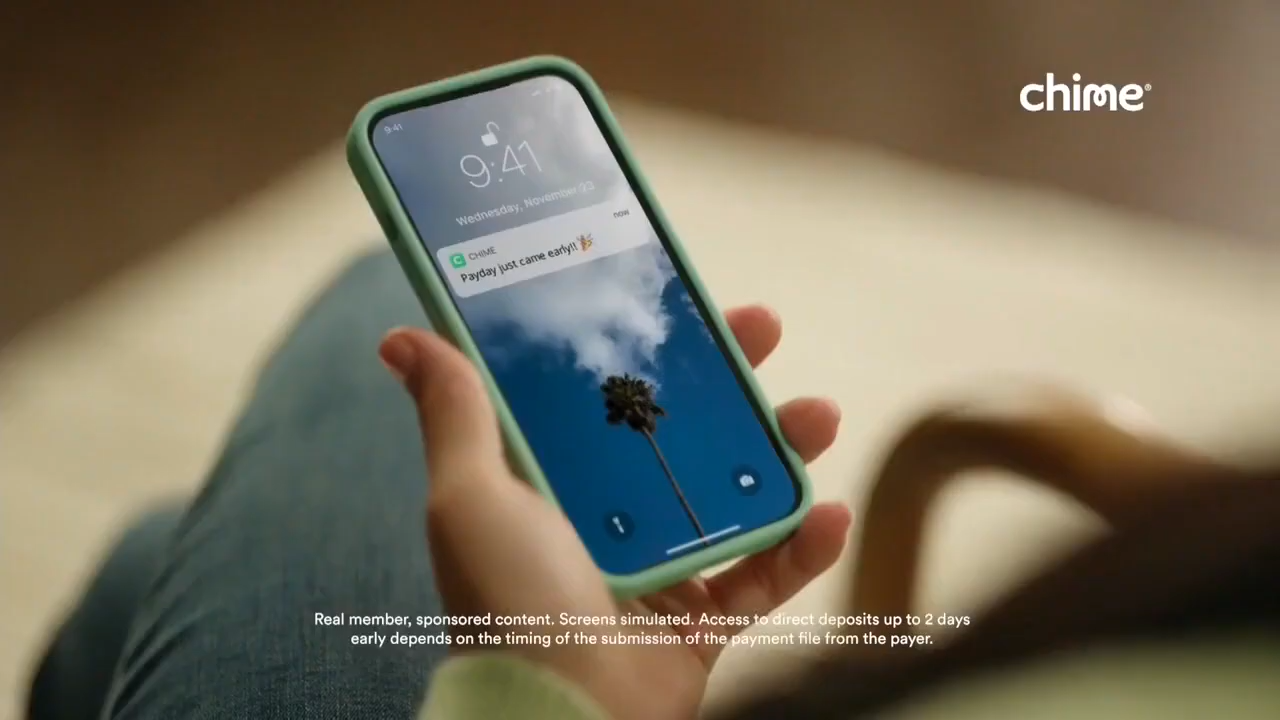 chime®
9:41
9:41
Wednesday, November 23
CHIME
now
Payday just came early!! 🎉
Real member, sponsored content. Screens simulated. Access to direct deposits up to 2 days
early depends on the timing of the submission of the payment file from the payer.